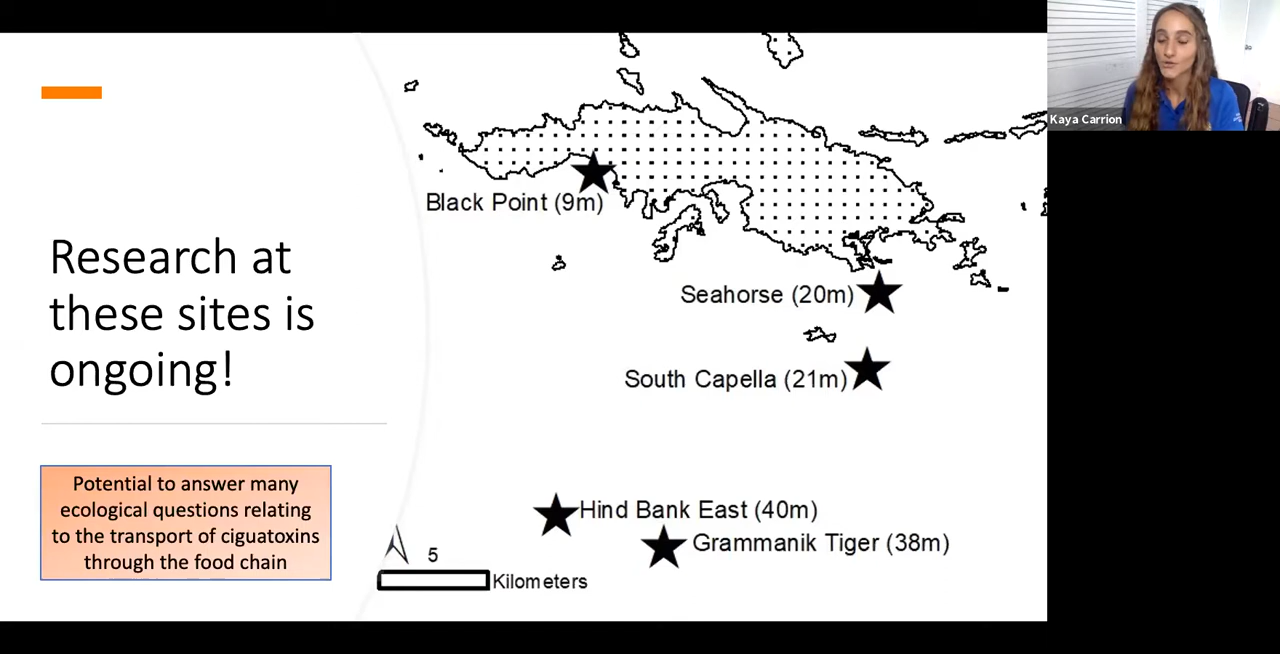 Research at
these sites is
ongoing!
Potential to answer many
ecological questions relating
to the transport of ciguatoxins
through the food chain
Black Point (9m)
Seahorse (20m)
South Capella (21m)
Hind Bank East (40m)
Grammanik Tiger (38m)
5
Kilometers
Kaya Carrion